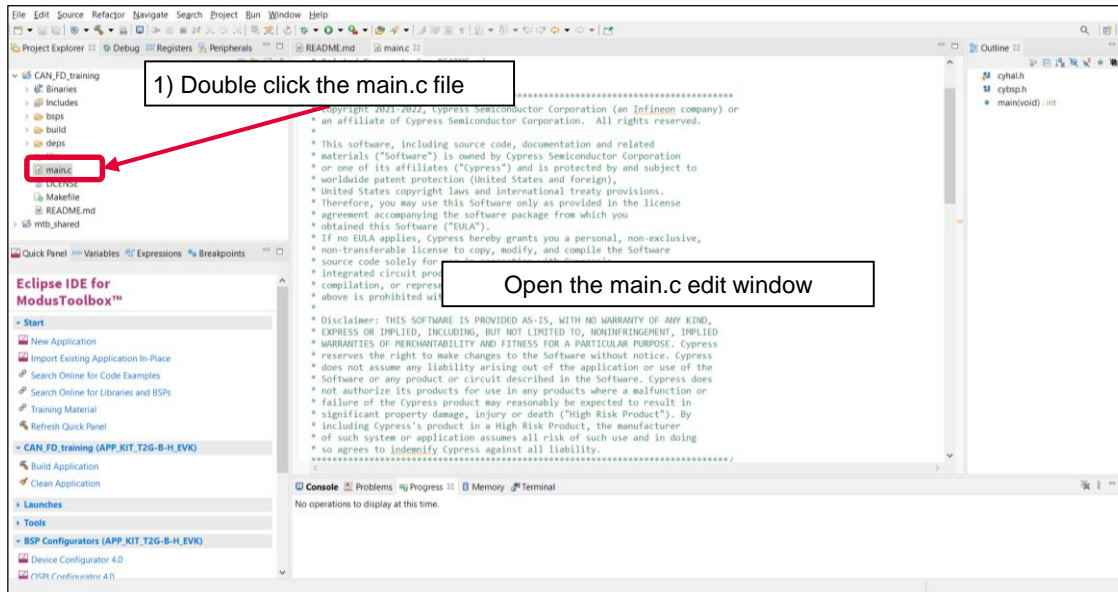 File Edit Source Refactor Navigate Search Project Run Window Help
Project Explorer Debug Registers Peripherals
README.md main.c
Outline
CAN_FD_training
Binaries
Includes
bsps
build
deps
main.c
LICENSE
Makefile
README.md
mtb_shared
1) Double click the main.c file
cyhal.h
cybsp.h
main(void) : int
* Copyright 2021-2022, Cypress Semiconductor Corporation (an Infineon company) or
* an affiliate of Cypress Semiconductor Corporation. All rights reserved.
*
* This software, including source code, documentation and related
* materials ("Software") is owned by Cypress Semiconductor Corporation
* or one of its affiliates ("Cypress") and is protected by and subject to
* worldwide patent protection (United States and foreign),
* United States copyright laws and international treaty provisions.
* Therefore, you may use this Software only as provided in the license
* agreement accompanying the software package from which you
* obtained this Software ("EULA").
* If no EULA applies, Cypress hereby grants you a personal, non-exclusive,
* non-transferable license to copy, modify, and compile the Software
* source code solely for
* integrated circuit
* compilation, or
* above is prohibited
*
* Disclaimer: THIS SOFTWARE IS PROVIDED AS-IS, WITH NO WARRANTY OF ANY KIND,
* EXPRESS OR IMPLIED, INCLUDING, BUT NOT LIMITED TO, NONINFRINGEMENT, IMPLIED
* WARRANTIES OF MERCHANTABILITY AND FITNESS FOR A PARTICULAR PURPOSE. Cypress
* reserves the right to make changes to the Software without notice. Cypress
* does not assume any liability arising out of the application or use of the
* Software or any product or circuit described in the Software. Cypress does
* not authorize its products for use in any products where a malfunction or
* failure of the Cypress product may reasonably be expected to result in
* significant property damage, injury or death ("High Risk Product"). By
* including Cypress's product in a High Risk Product, the manufacturer
* of such system or application assumes all risk of such use and in doing
* so agrees to indemnify Cypress against all liability.
*******************************************************************************/
Open the main.c edit window
Quick Panel Variables Expressions Breakpoints
Eclipse IDE for
ModusToolbox™
Start
New Application
Import Existing Application In-Place
Search Online for Code Examples
Search Online for Libraries and BSPs
Training Material
Refresh Quick Panel
CAN_FD_training (APP_KIT_T2G-B-H_EVK)
Build Application
Clean Application
Launches
Tools
BSP Configurators (APP_KIT_T2G-B-H_EVK)
Device Configurator 4.0
QSPI Configurator 4.0
Console Problems Progress Memory Terminal
No operations to display at this time.